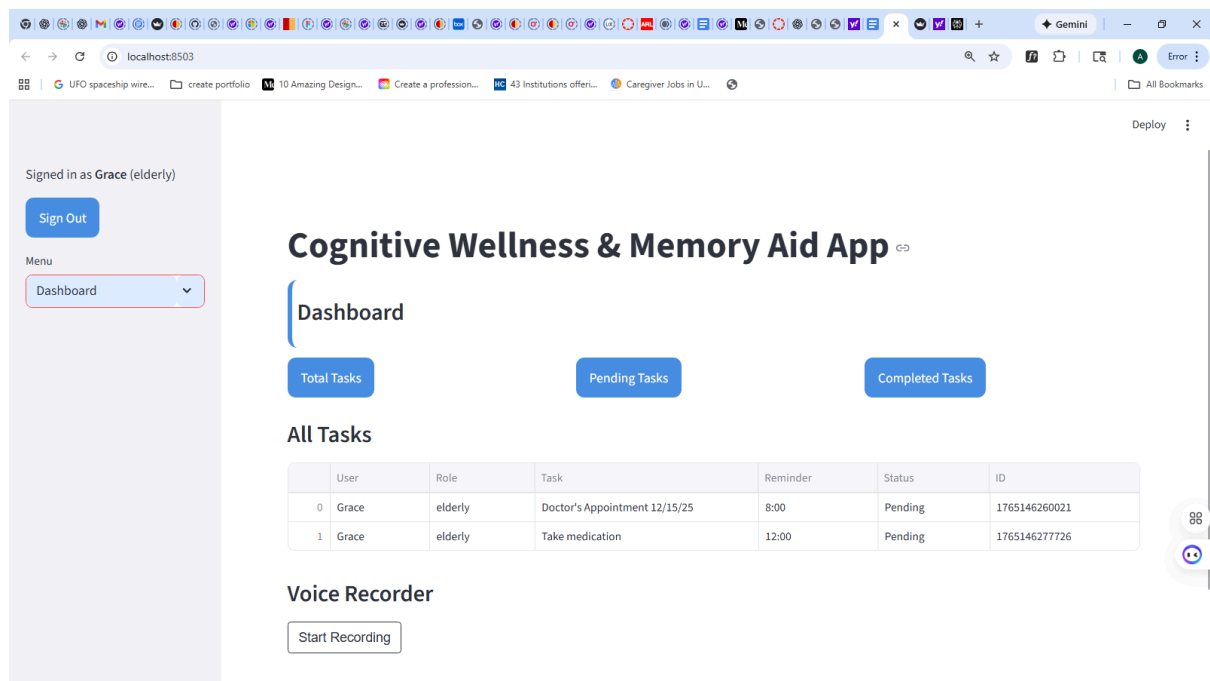 Gemini
localhost:8503
Error
UFO spaceship wire...
create portfolio
10 Amazing Design...
Create a profession...
HC
43 Institutions offeri...
Caregiver Jobs in U...
All Bookmarks
Deploy
Signed in as Grace (elderly)
Sign Out
Menu
Dashboard
Cognitive Wellness & Memory Aid App
Dashboard
Total Tasks
Pending Tasks
Completed Tasks
All Tasks
User Role Task Reminder Status ID
0 Grace elderly Doctor's Appointment 12/15/25 8:00 Pending 1765146260021
1 Grace elderly Take medication 12:00 Pending 1765146277726
Voice Recorder
Start Recording